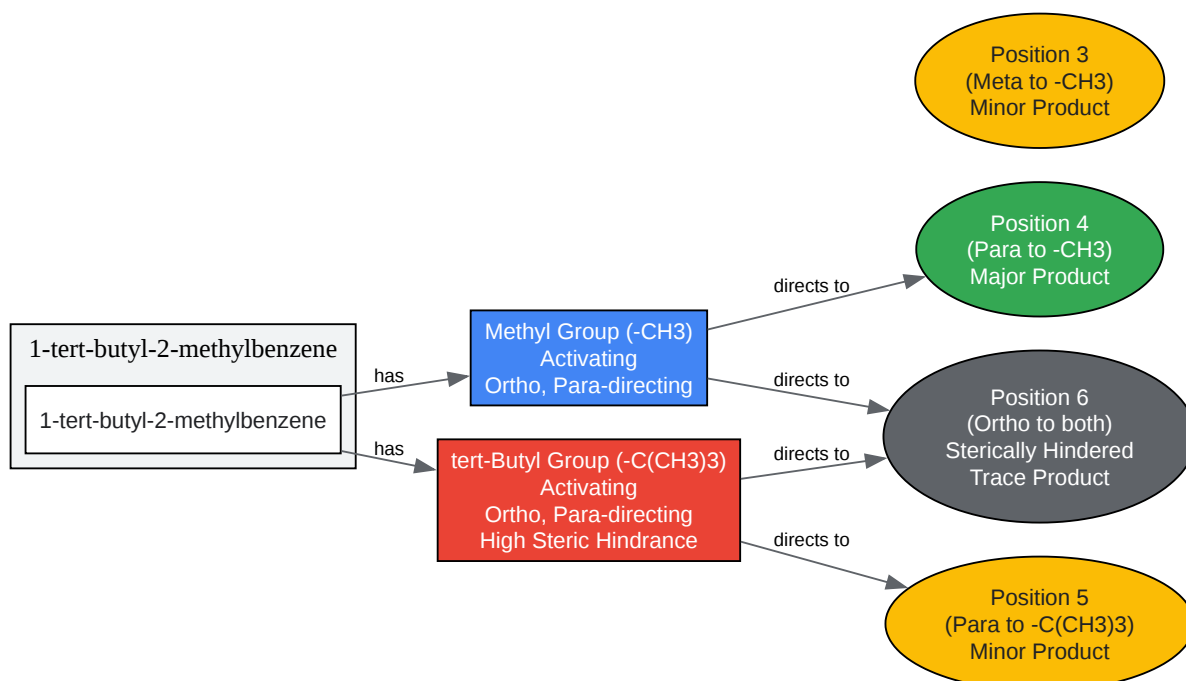 1-tert-butyl-2-methylbenzene
1-tert-butyl-2-methylbenzene
has
has
Methyl Group (-CH3)
Activating
Ortho, Para-directing
tert-Butyl Group (-C(CH3)3)
Activating
Ortho, Para-directing
High Steric Hindrance
directs to
directs to
directs to
directs to
Position 3
(Meta to -CH3)
Minor Product
Position 4
(Para to -CH3)
Major Product
Position 6
(Ortho to both)
Sterically Hindered
Trace Product
Position 5
(Para to -C(CH3)3)
Minor Product